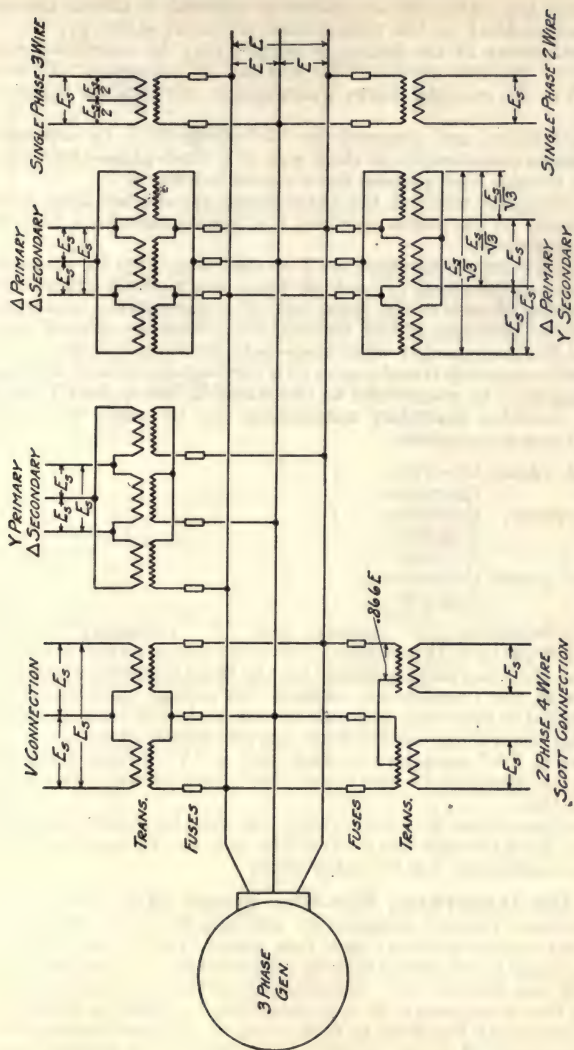 SINGLE PHASE 3 WIRE
Es
Es/2
Es/2
E
E
E
Es
SINGLE PHASE 2 WIRE
Δ PRIMARY
Δ SECONDARY
Es
Es
Es
Es/√3
Es/√3
Es/√3
Es
Es
Es
Δ PRIMARY
Y SECONDARY
Y PRIMARY
Δ SECONDARY
Es
Es
Es
V CONNECTION
Es
Es
Es
TRANS.
FUSES
FUSES
TRANS.
.866E
Es
Es
2 PHASE 4 WIRE
SCOTT CONNECTION
3 PHASE
GEN.